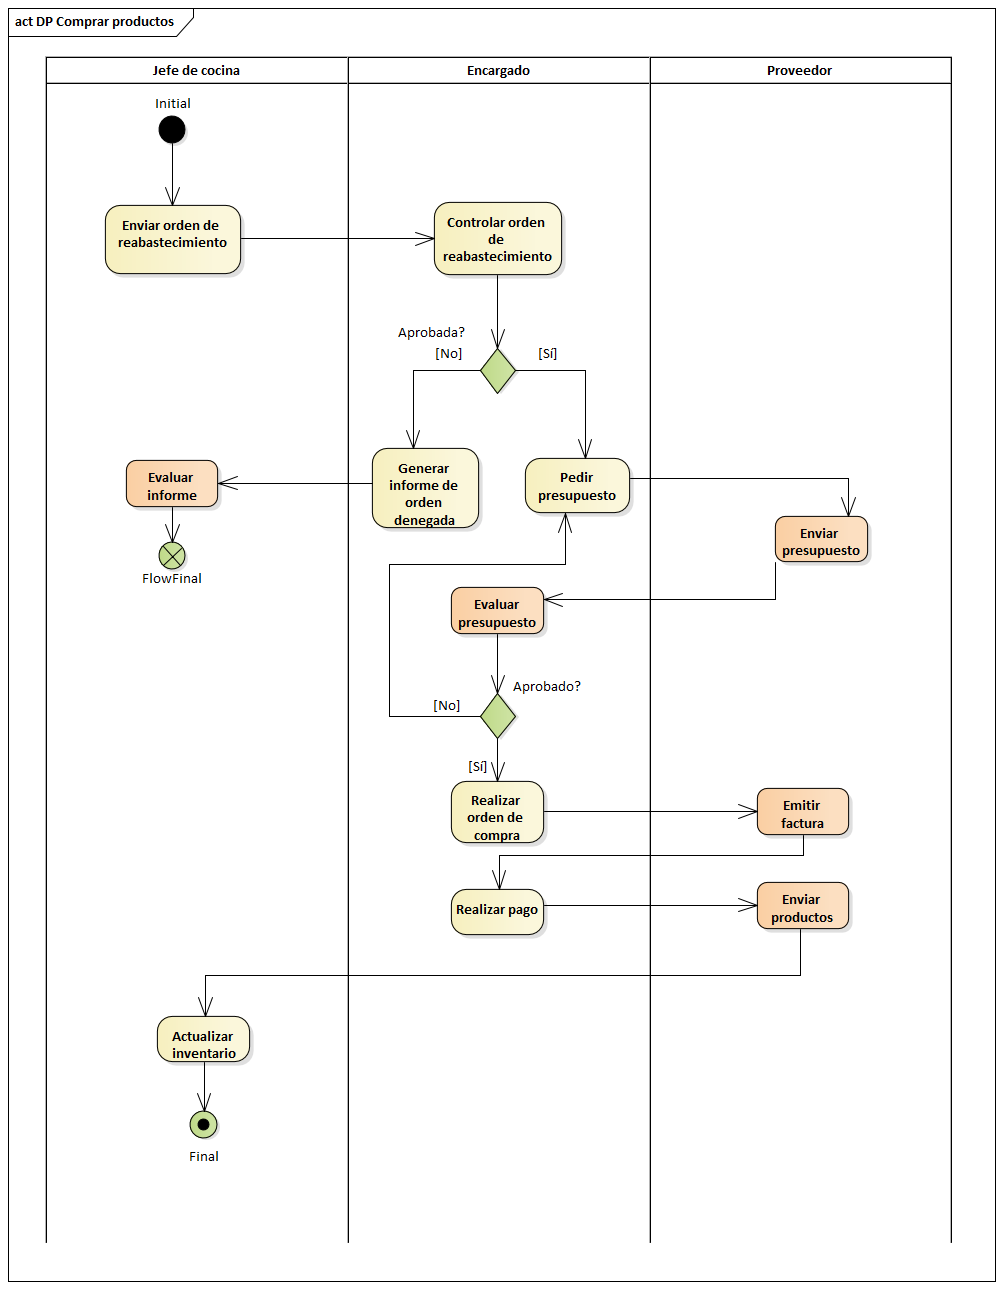 act DP Comprar productos
Jefe de cocina
Encargado
Proveedor
Initial
Enviar orden de
reabastecimiento
Controlar orden
de
reabastecimiento
Aprobada?
[No]
[Sí]
Evaluar
informe
Generar
informe de
orden
denegada
Pedir
presupuesto
Enviar
presupuesto
FlowFinal
Evaluar
presupuesto
Aprobado?
[No]
[Sí]
Realizar
orden de
compra
Emitir
factura
Realizar pago
Enviar
productos
Actualizar
inventario
Final